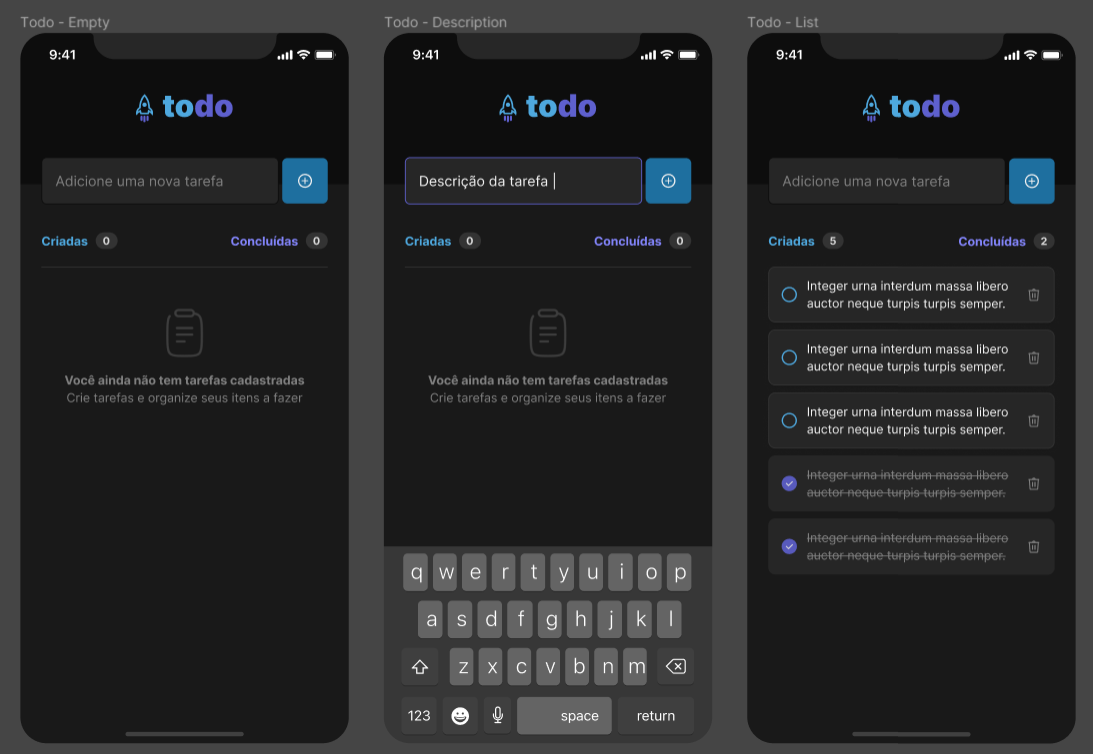 Todo - Empty
9:41
todo
Adicione uma nova tarefa
Criadas 0 Concluídas 0
Você ainda não tem tarefas cadastradas
Crie tarefas e organize seus itens a fazer
Todo - Description
9:41
todo
Descrição da tarefa
Criadas 0 Concluídas 0
Você ainda não tem tarefas cadastradas
Crie tarefas e organize seus itens a fazer
q w e r t y u i o p
a s d f g h j k l
z x c v b n m
123 space return
Todo - List
9:41
todo
Adicione uma nova tarefa
Criadas 5 Concluídas 2
Integer urna interdum massa libero
auctor neque turpis turpis semper.
Integer urna interdum massa libero
auctor neque turpis turpis semper.
Integer urna interdum massa libero
auctor neque turpis turpis semper.
Integer urna interdum massa libero
auctor neque turpis turpis semper.
Integer urna interdum massa libero
auctor neque turpis turpis semper.